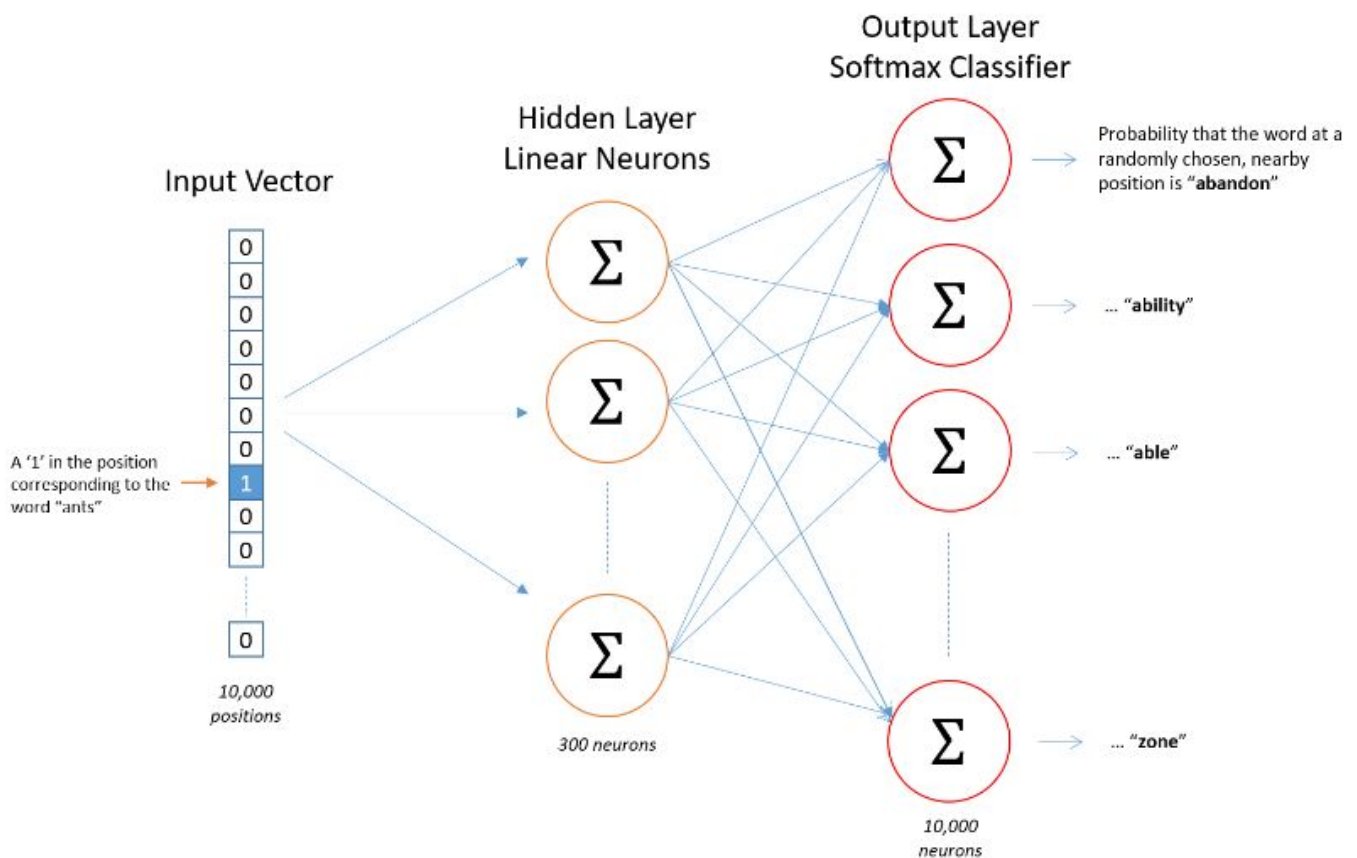 Output Layer
Softmax Classifier
Hidden Layer
Linear Neurons
Input Vector
Probability that the word at a
randomly chosen, nearby
position is “abandon”
... “ability”
... “able”
... “zone”
A ‘1’ in the position
corresponding to the
word “ants”
0
0
0
0
0
0
0
1
0
0
0
10,000
positions
Σ
Σ
Σ
300 neurons
Σ
Σ
Σ
Σ
10,000
neurons